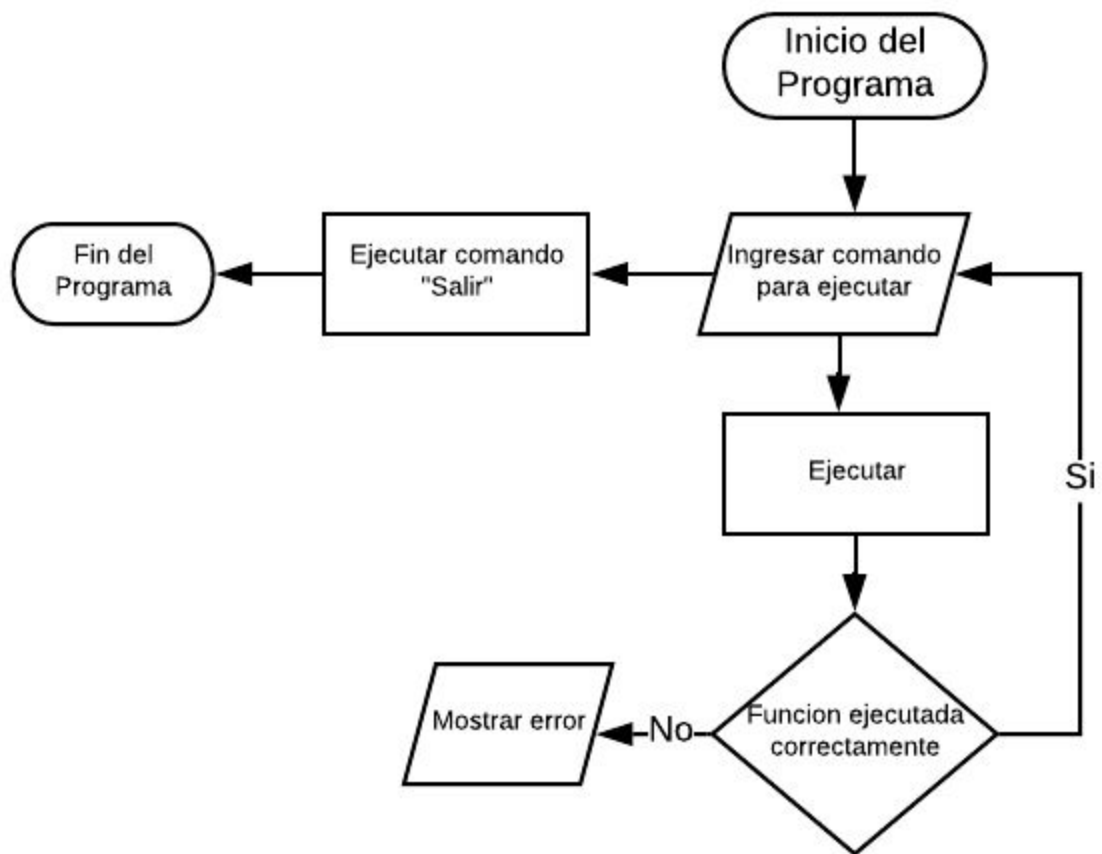 Inicio del
Programa
Fin del
Programa
Ejecutar comando
"Salir"
Ingresar comando
para ejecutar
Ejecutar
Si
Mostrar error
No
Funcion ejecutada
correctamente